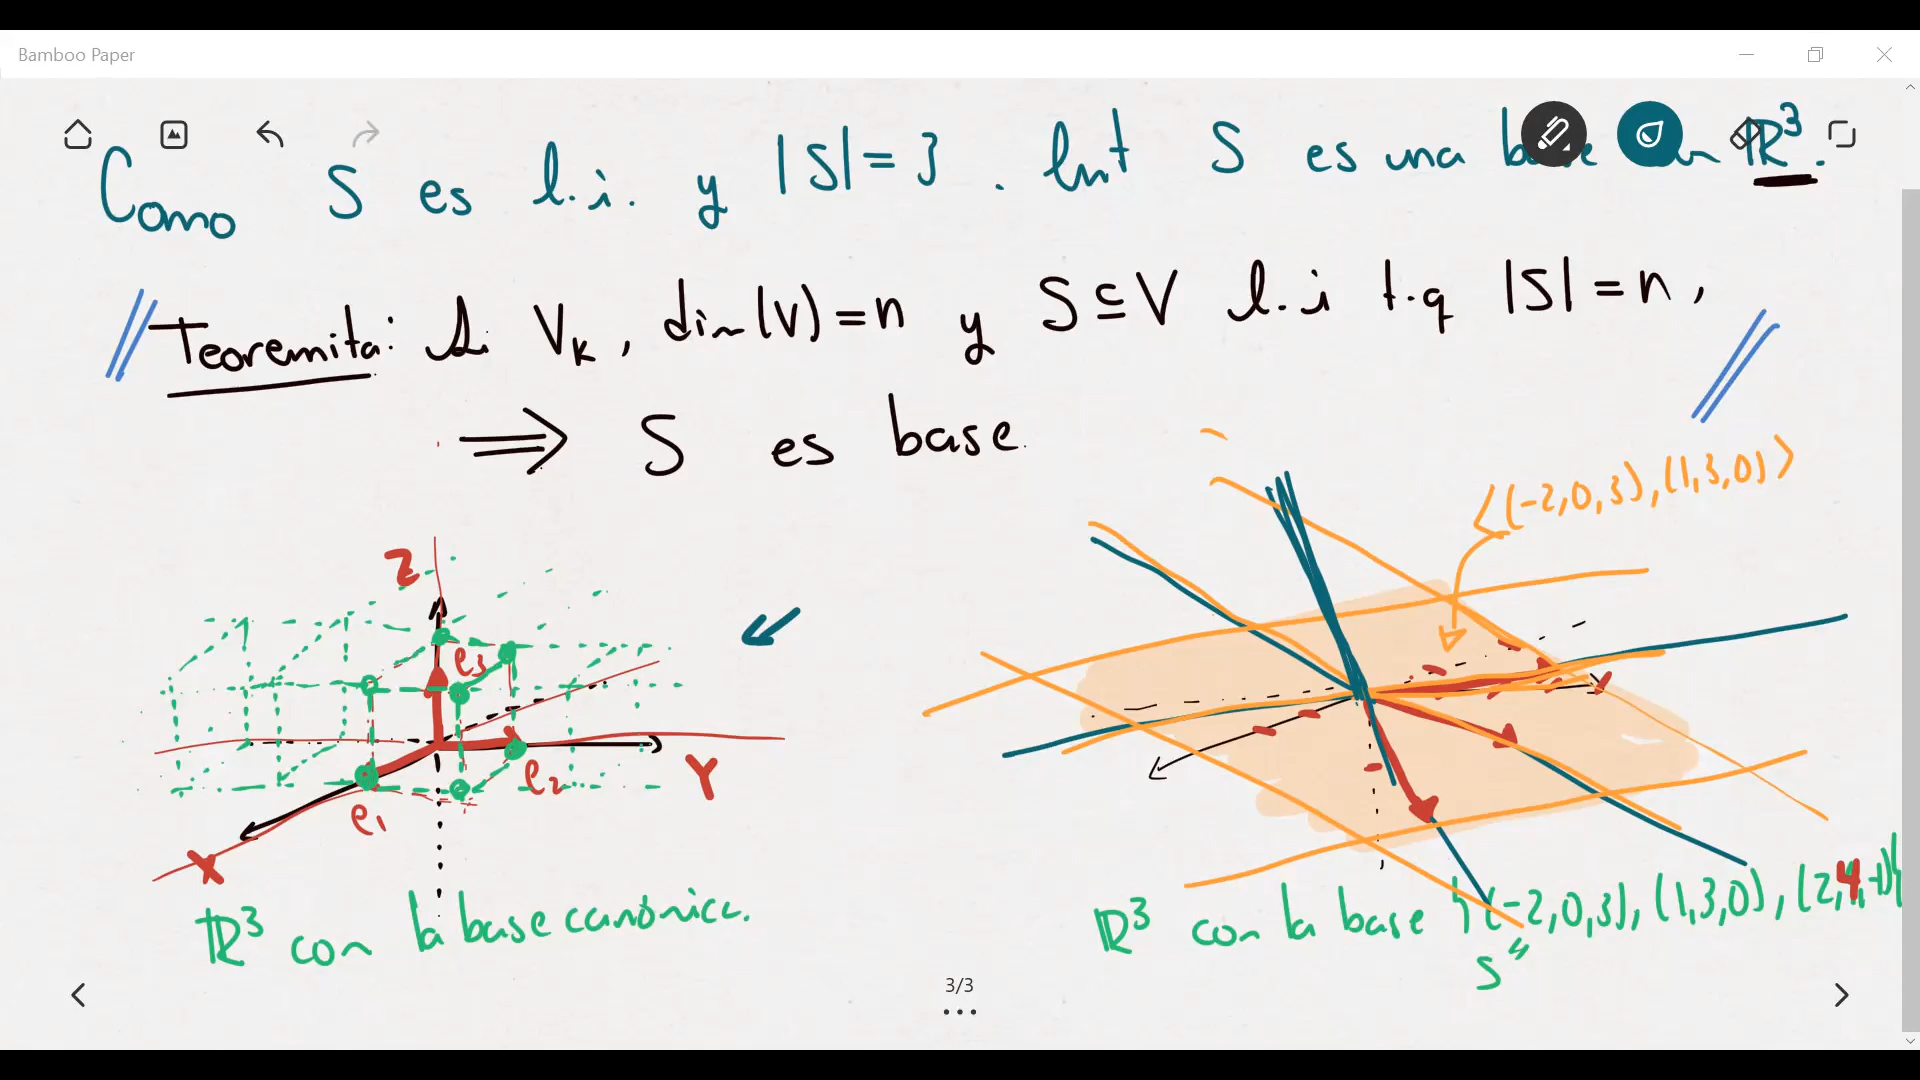 Bamboo Paper
Como S es l.i. y |S| = 3. Ent S es una base en ℝ³.
Teoremita: Si V_K, dim(V) = n y S ⊆ V l.i t.q |S| = n,
⟹ S es base.
⟨(-2,0,3),(1,3,0)⟩
Z
e₃
e₂
Y
e₁
X
ℝ³ con la base canónica.
ℝ³ con la base {(-2,0,3),(1,3,0),(2,4,-1)}
S"
3/3